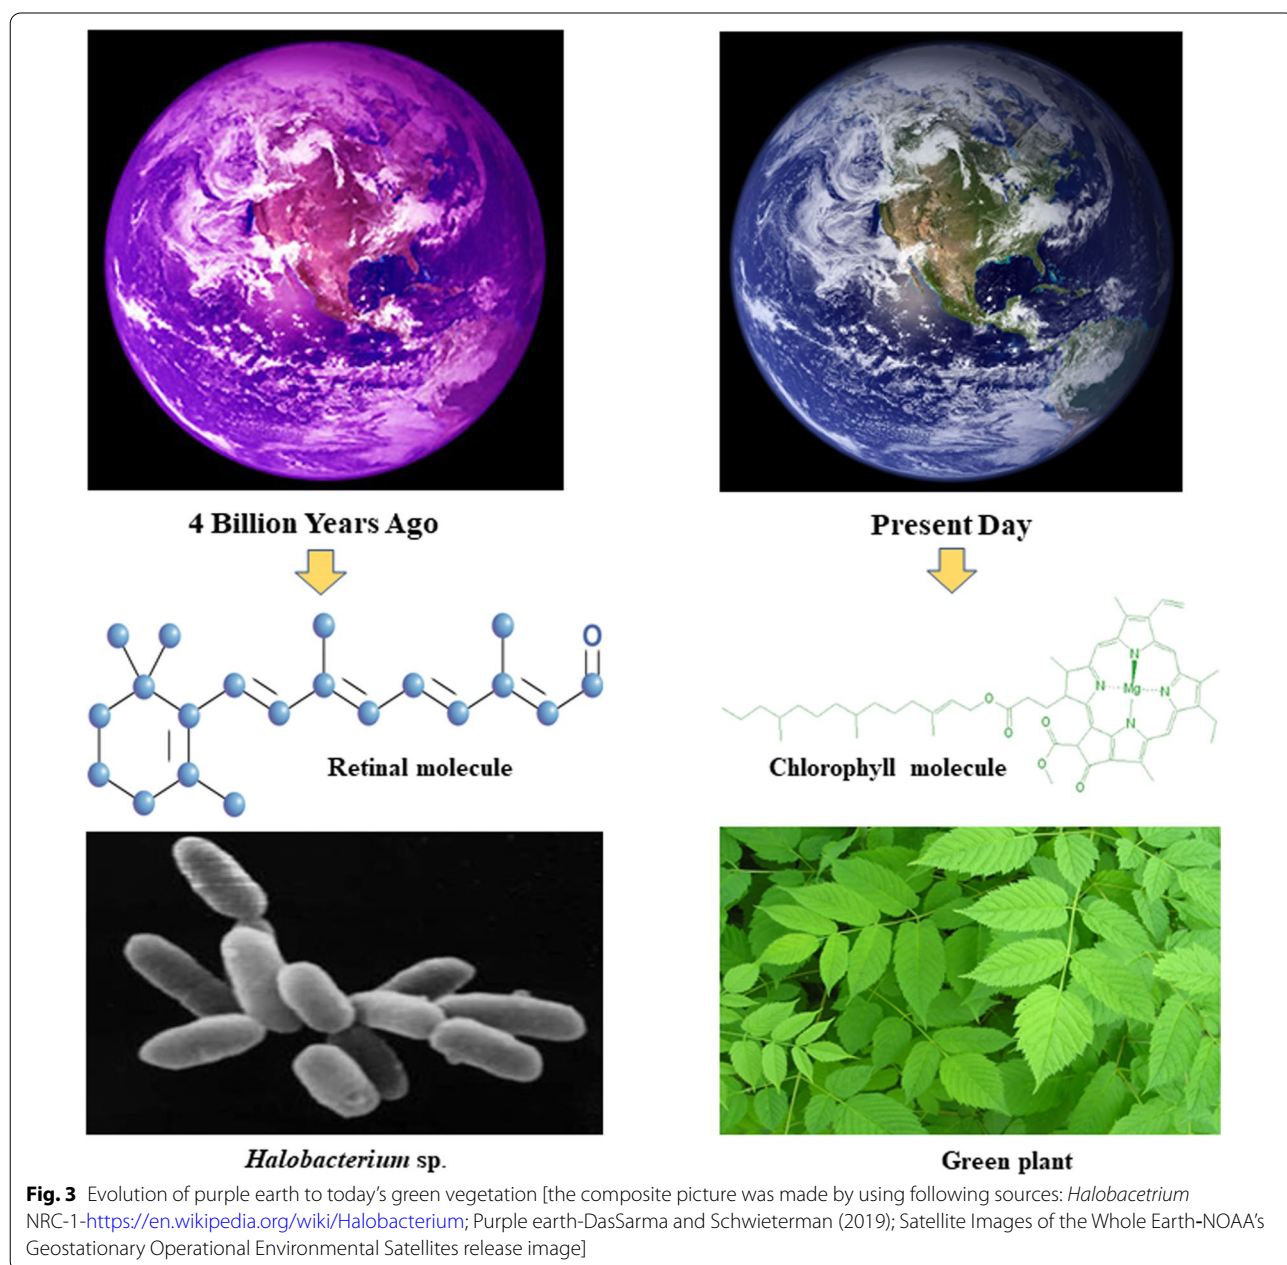 4 Billion Years Ago
Present Day
O
Retinal molecule
N
N
Mg
N
N
O
O
O
O
O
Chlorophyll molecule
Halobacterium sp.
Green plant
Fig. 3 Evolution of purple earth to today's green vegetation [the composite picture was made by using following sources: Halobacetrium
NRC-1-https://en.wikipedia.org/wiki/Halobacterium; Purple earth-DasSarma and Schwieterman (2019); Satellite Images of the Whole Earth-NOAA's
Geostationary Operational Environmental Satellites release image]